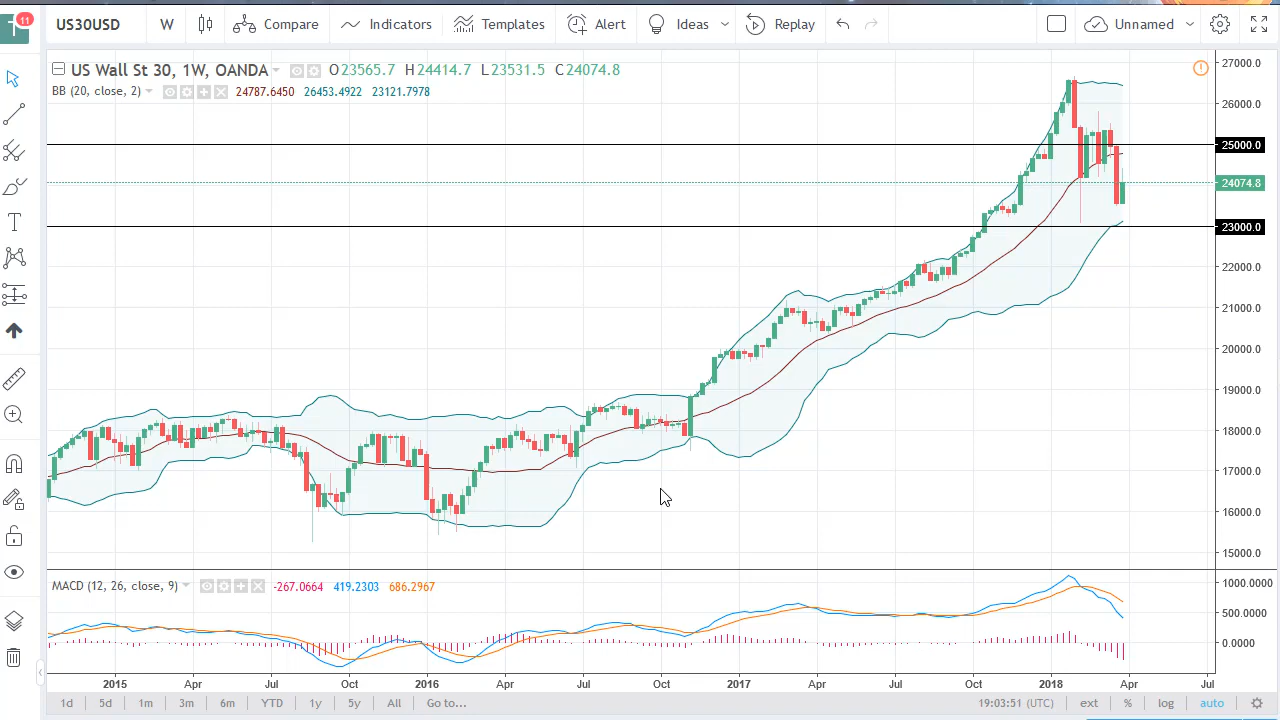 T 11 US30USD W Compare Indicators Templates Alert Ideas Replay Unnamed
US Wall St 30, 1W, OANDA O23565.7 H24414.7 L23531.5 C24074.8
BB (20, close, 2) 24787.6450 26453.4922 23121.7978
27000.0
26000.0
25000.0
24074.8
23000.0
22000.0
21000.0
20000.0
19000.0
18000.0
17000.0
16000.0
15000.0
MACD (12, 26, close, 9) -267.0664 419.2303 686.2967
1000.0000
500.0000
0.0000
2015 Apr Jul Oct 2016 Apr Jul Oct 2017 Apr Jul Oct 2018 Apr Jul
1d 5d 1m 3m 6m YTD 1y 5y All Go to... 19:03:51 (UTC) ext % log auto